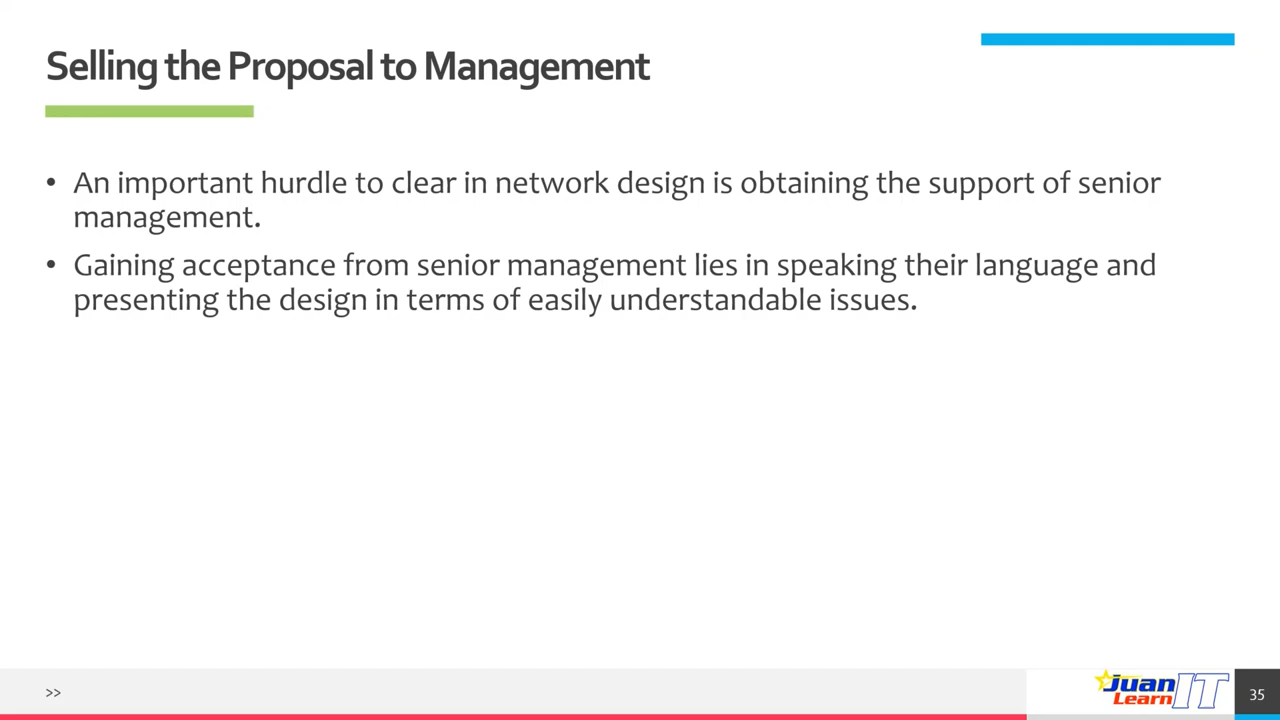 Selling the Proposal to Management
• An important hurdle to clear in network design is obtaining the support of senior
management.
• Gaining acceptance from senior management lies in speaking their language and
presenting the design in terms of easily understandable issues.
>>
Juan
Learn
IT
35